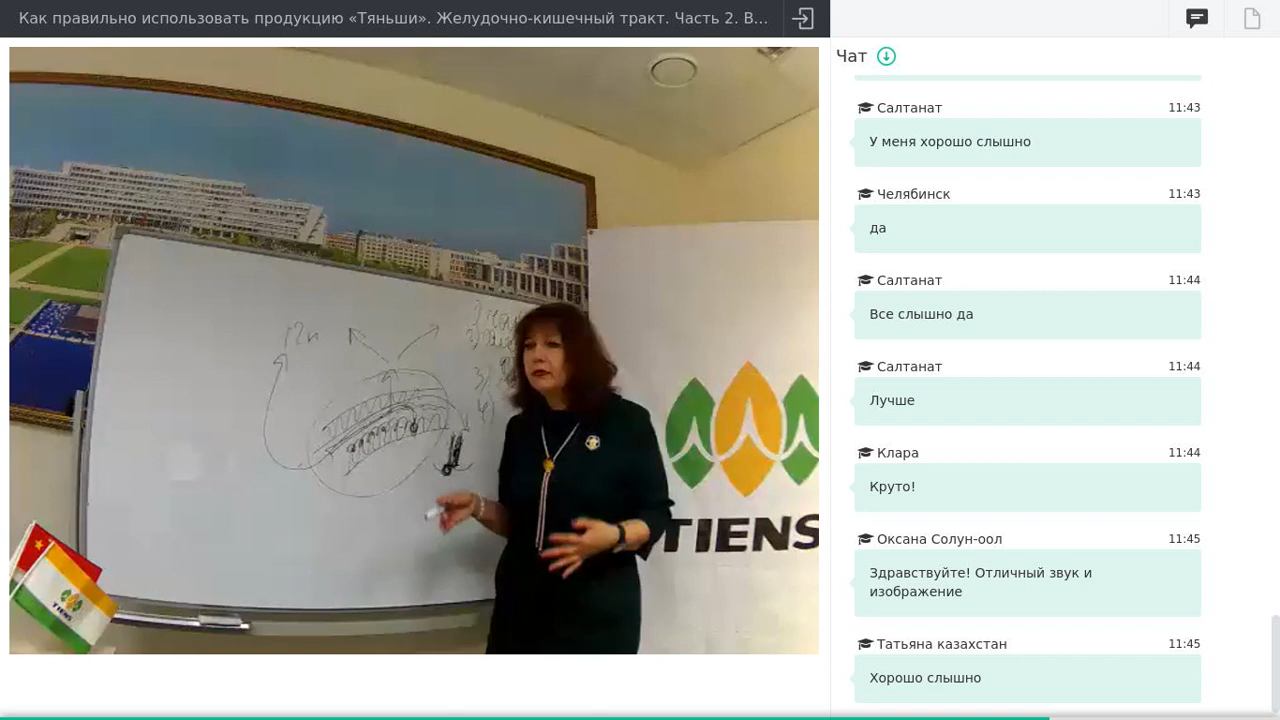 Как правильно использовать продукцию «Тяньши». Желудочно-кишечный тракт. Часть 2. В...
Чат
Салтанат 11:43
У меня хорошо слышно
Челябинск 11:43
да
Салтанат 11:44
Все слышно да
Салтанат 11:44
Лучше
Клара 11:44
Круто!
Оксана Солун-оол 11:45
Здравствуйте! Отличный звук и
изображение
Татьяна казахстан 11:45
Хорошо слышно
TIENS
TIENS